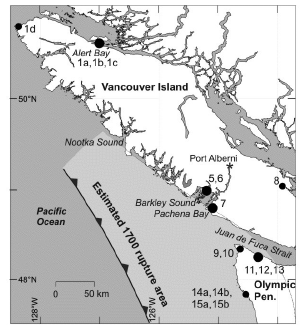 1d
Alert Bay
1a,1b,1c
Vancouver Island
50°N
Nootka Sound
Port Alberni
5,6
8
Barkley Sound
7
Pachena Bay
Estimated 1700 rupture area
Pacific
Ocean
Juan de Fuca Strait
9,10
11,12,13
48°N
Olympic
Pen.
0 50 km
14a,14b,
15a,15b
128°W
126°W